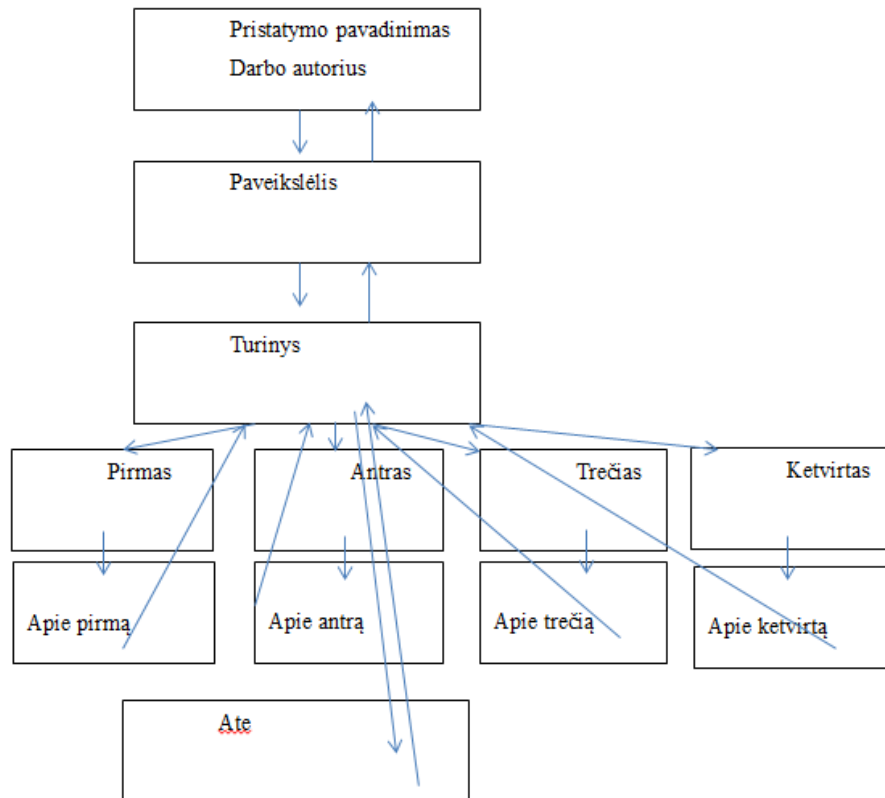 Pristatymo pavadinimas
Darbo autorius
Paveikslėlis
Turinys
Pirmas
Antras
Trečias
Ketvirtas
Apie pirmą
Apie antrą
Apie trečią
Apie ketvirtą
Ate